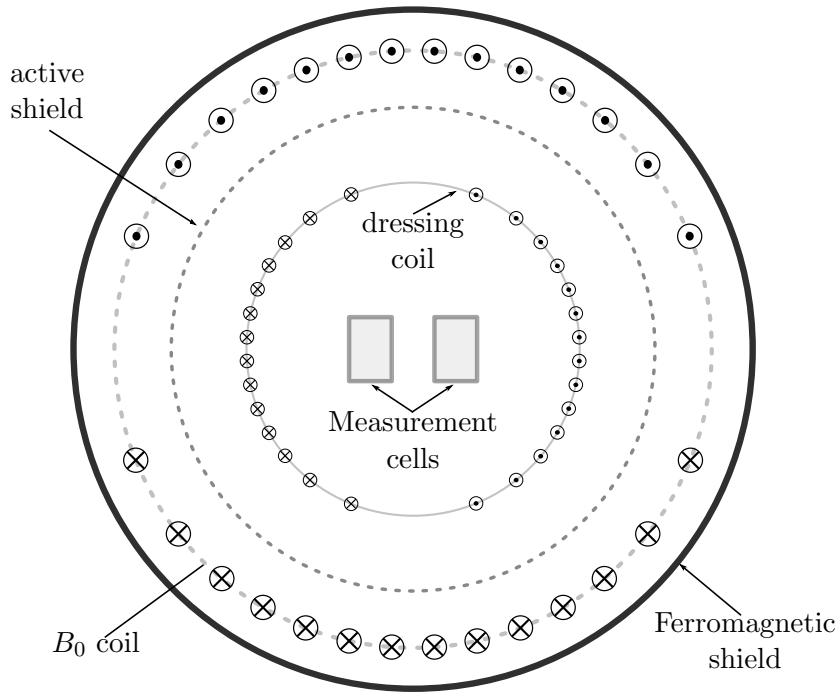 active
shield
dressing
coil
Measurement
cells
B₀ coil
Ferromagnetic
shield